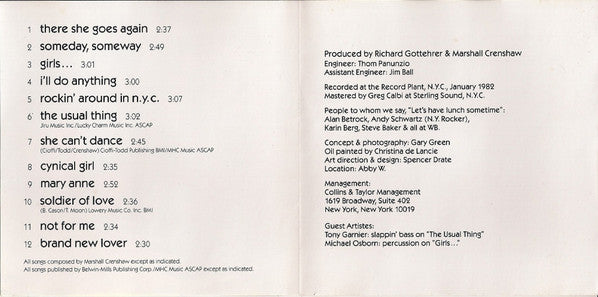 1 there she goes again 2:37
2 someday, someway 2:49
3 girls... 3:01
4 i'll do anything 3:00
5 rockin' around in n.y.c. 3:07
6 the usual thing 3:02
Jiru Music Inc./Lucky Charm Music Inc. ASCAP
7 she can't dance 2:45
(Cioffi/Todd/Crenshaw) Cioffi-Todd Publishing BMI/MHC Music ASCAP
8 cynical girl 2:35
9 mary anne 2:52
10 soldier of love 2:36
(B. Cason/T. Moon) Lowery Music Co. Inc. BMI
11 not for me 2:34
12 brand new lover 2:30
All songs composed by Marshall Crenshaw except as indicated.
All songs published by Belwin-Mills Publishing Corp./MHC Music ASCAP except as indicated.
Produced by Richard Gottehrer & Marshall Crenshaw
Engineer: Thom Panunzio
Assistant Engineer: Jim Ball
Recorded at the Record Plant, N.Y.C., January 1982
Mastered by Greg Calbi at Sterling Sound, N.Y.C.
People to whom we say, "Let's have lunch sometime":
Alan Betrock, Andy Schwartz (N.Y. Rocker),
Karin Berg, Steve Baker & all at WB.
Concept & photography: Gary Green
Oil painted by Christina de Lancie
Art direction & design: Spencer Drate
Location: Abby W.
Management:
Collins & Taylor Management
1619 Broadway, Suite 402
New York, New York 10019
Guest Artistes:
Tony Garnier: slappin' bass on "The Usual Thing"
Michael Osborn: percussion on "Girls..."